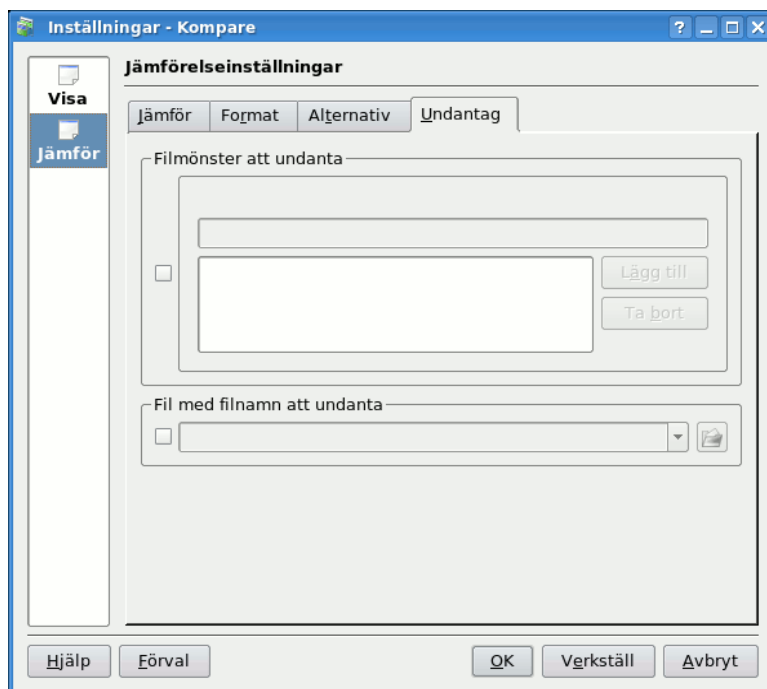 Inställningar - Kompare
Visa
Jämför
Jämförelseinställningar
Jämför Format Alternativ Undantag
Filmönster att undanta
Lägg till
Ta bort
Fil med filnamn att undanta
Hjälp Förval OK Verkställ Avbryt